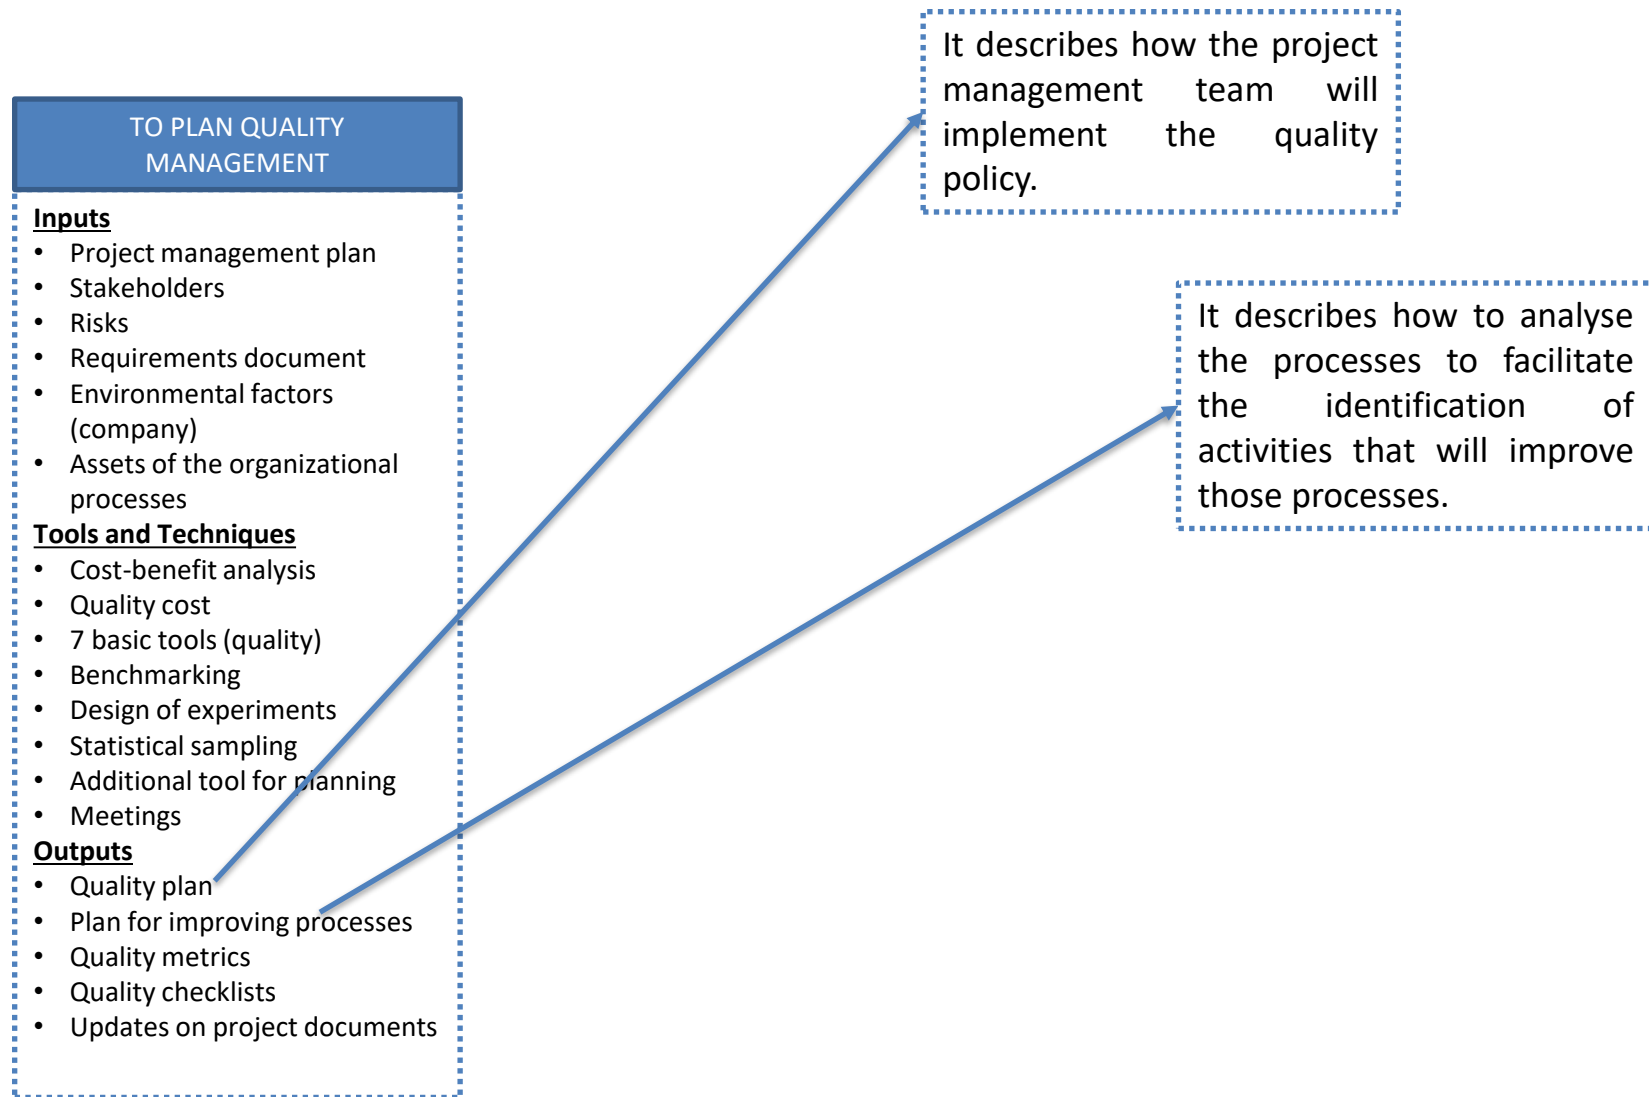 TO PLAN QUALITY
MANAGEMENT
Inputs
• Project management plan
• Stakeholders
• Risks
• Requirements document
• Environmental factors
(company)
• Assets of the organizational
processes
Tools and Techniques
• Cost-benefit analysis
• Quality cost
• 7 basic tools (quality)
• Benchmarking
• Design of experiments
• Statistical sampling
• Additional tool for planning
• Meetings
Outputs
• Quality plan
• Plan for improving processes
• Quality metrics
• Quality checklists
• Updates on project documents
It describes how the project
management team will
implement the quality
policy.
It describes how to analyse
the processes to facilitate
the identification of
activities that will improve
those processes.